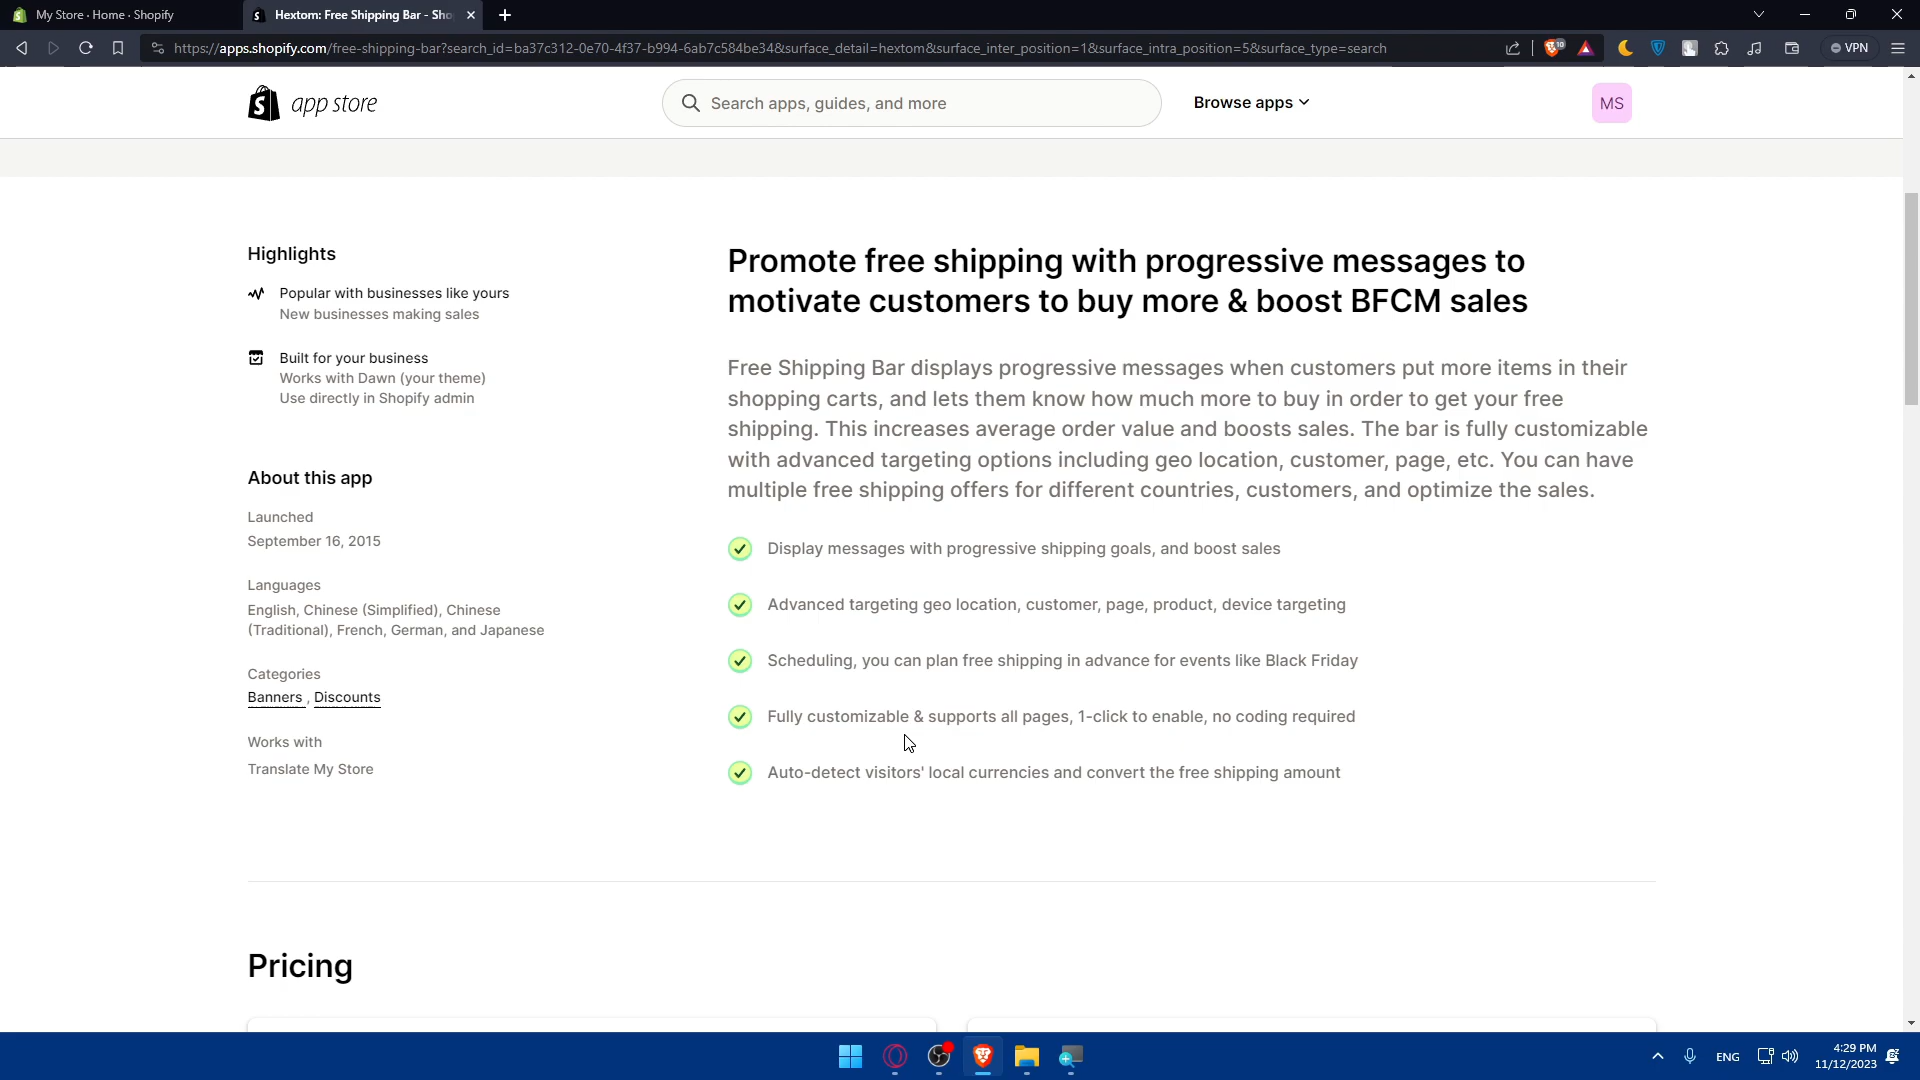 My Store · Home · Shopify
Hextom: Free Shipping Bar - Sho
https://apps.shopify.com/free-shipping-bar?search_id=ba37c312-0e70-4f37-b994-6ab7c584be34&surface_detail=hextom&surface_inter_position=1&surface_intra_position=5&surface_type=search
10
VPN
app store
Search apps, guides, and more
Browse apps
MS
Highlights
Popular with businesses like yours
New businesses making sales
Built for your business
Works with Dawn (your theme)
Use directly in Shopify admin
About this app
Launched
September 16, 2015
Languages
English, Chinese (Simplified), Chinese
(Traditional), French, German, and Japanese
Categories
Banners , Discounts
Works with
Translate My Store
Promote free shipping with progressive messages to
motivate customers to buy more & boost BFCM sales
Free Shipping Bar displays progressive messages when customers put more items in their
shopping carts, and lets them know how much more to buy in order to get your free
shipping. This increases average order value and boosts sales. The bar is fully customizable
with advanced targeting options including geo location, customer, page, etc. You can have
multiple free shipping offers for different countries, customers, and optimize the sales.
Display messages with progressive shipping goals, and boost sales
Advanced targeting geo location, customer, page, product, device targeting
Scheduling, you can plan free shipping in advance for events like Black Friday
Fully customizable & supports all pages, 1-click to enable, no coding required
Auto-detect visitors' local currencies and convert the free shipping amount
Pricing
ENG
4:29 PM
11/12/2023